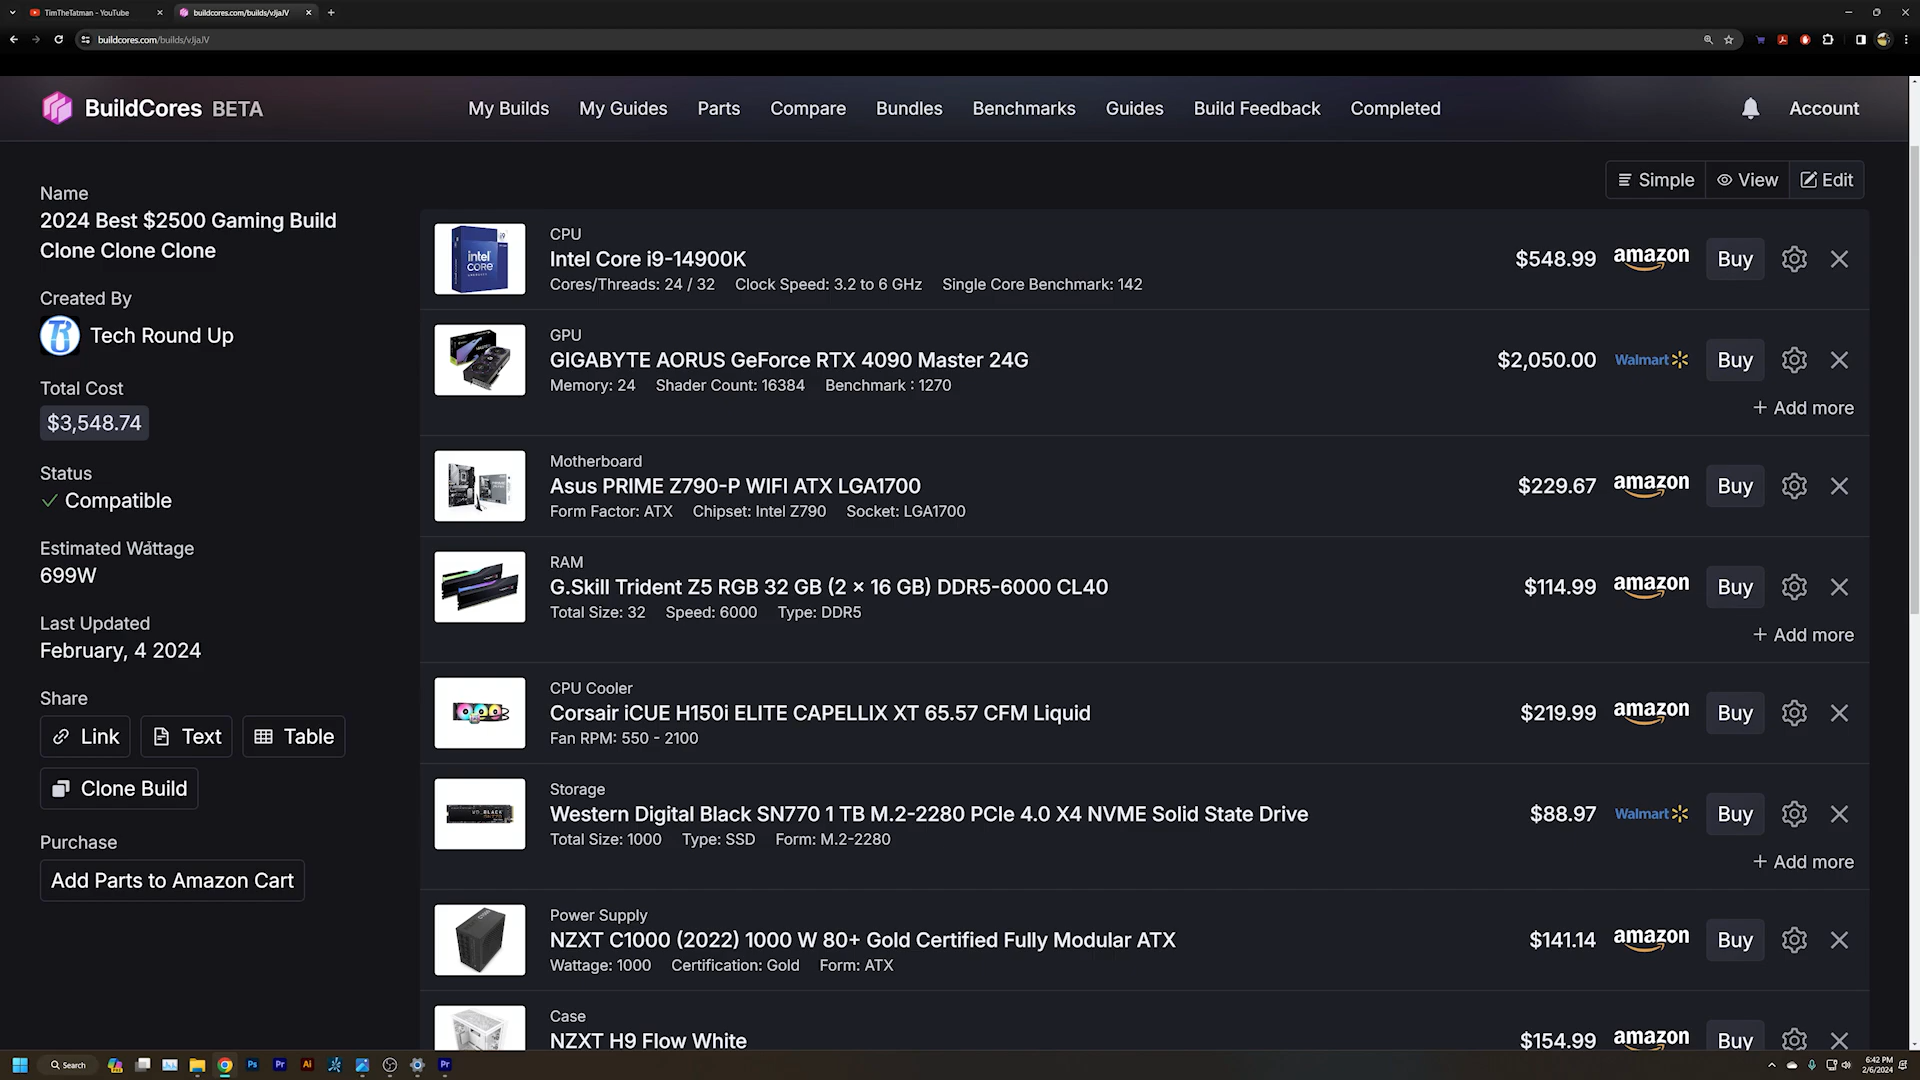 TimTheTatman - YouTube
buildcores.com/builds/vJjaJV
buildcores.com/builds/vJjaJV
BuildCores BETA
My Builds
My Guides
Parts
Compare
Bundles
Benchmarks
Guides
Build Feedback
Completed
Account
Simple
View
Edit
Name
2024 Best $2500 Gaming Build
Clone Clone Clone
Created By
Tech Round Up
Total Cost
$3,548.74
Status
Compatible
Estimated Wattage
699W
Last Updated
February, 4 2024
Share
Link
Text
Table
Clone Build
Purchase
Add Parts to Amazon Cart
CPU
Intel Core i9-14900K
Cores/Threads: 24 / 32 Clock Speed: 3.2 to 6 GHz Single Core Benchmark: 142
$548.99 amazon Buy
GPU
GIGABYTE AORUS GeForce RTX 4090 Master 24G
Memory: 24 Shader Count: 16384 Benchmark : 1270
$2,050.00 Walmart Buy
+ Add more
Motherboard
Asus PRIME Z790-P WIFI ATX LGA1700
Form Factor: ATX Chipset: Intel Z790 Socket: LGA1700
$229.67 amazon Buy
RAM
G.Skill Trident Z5 RGB 32 GB (2 × 16 GB) DDR5-6000 CL40
Total Size: 32 Speed: 6000 Type: DDR5
$114.99 amazon Buy
+ Add more
CPU Cooler
Corsair iCUE H150i ELITE CAPELLIX XT 65.57 CFM Liquid
Fan RPM: 550 - 2100
$219.99 amazon Buy
Storage
Western Digital Black SN770 1 TB M.2-2280 PCIe 4.0 X4 NVME Solid State Drive
Total Size: 1000 Type: SSD Form: M.2-2280
$88.97 Walmart Buy
+ Add more
Power Supply
NZXT C1000 (2022) 1000 W 80+ Gold Certified Fully Modular ATX
Wattage: 1000 Certification: Gold Form: ATX
$141.14 amazon Buy
Case
NZXT H9 Flow White
$154.99 amazon Buy
intel
CORE
i9
Search
Ps
Pr
Ai
Pr
6:42 PM
2/6/2024